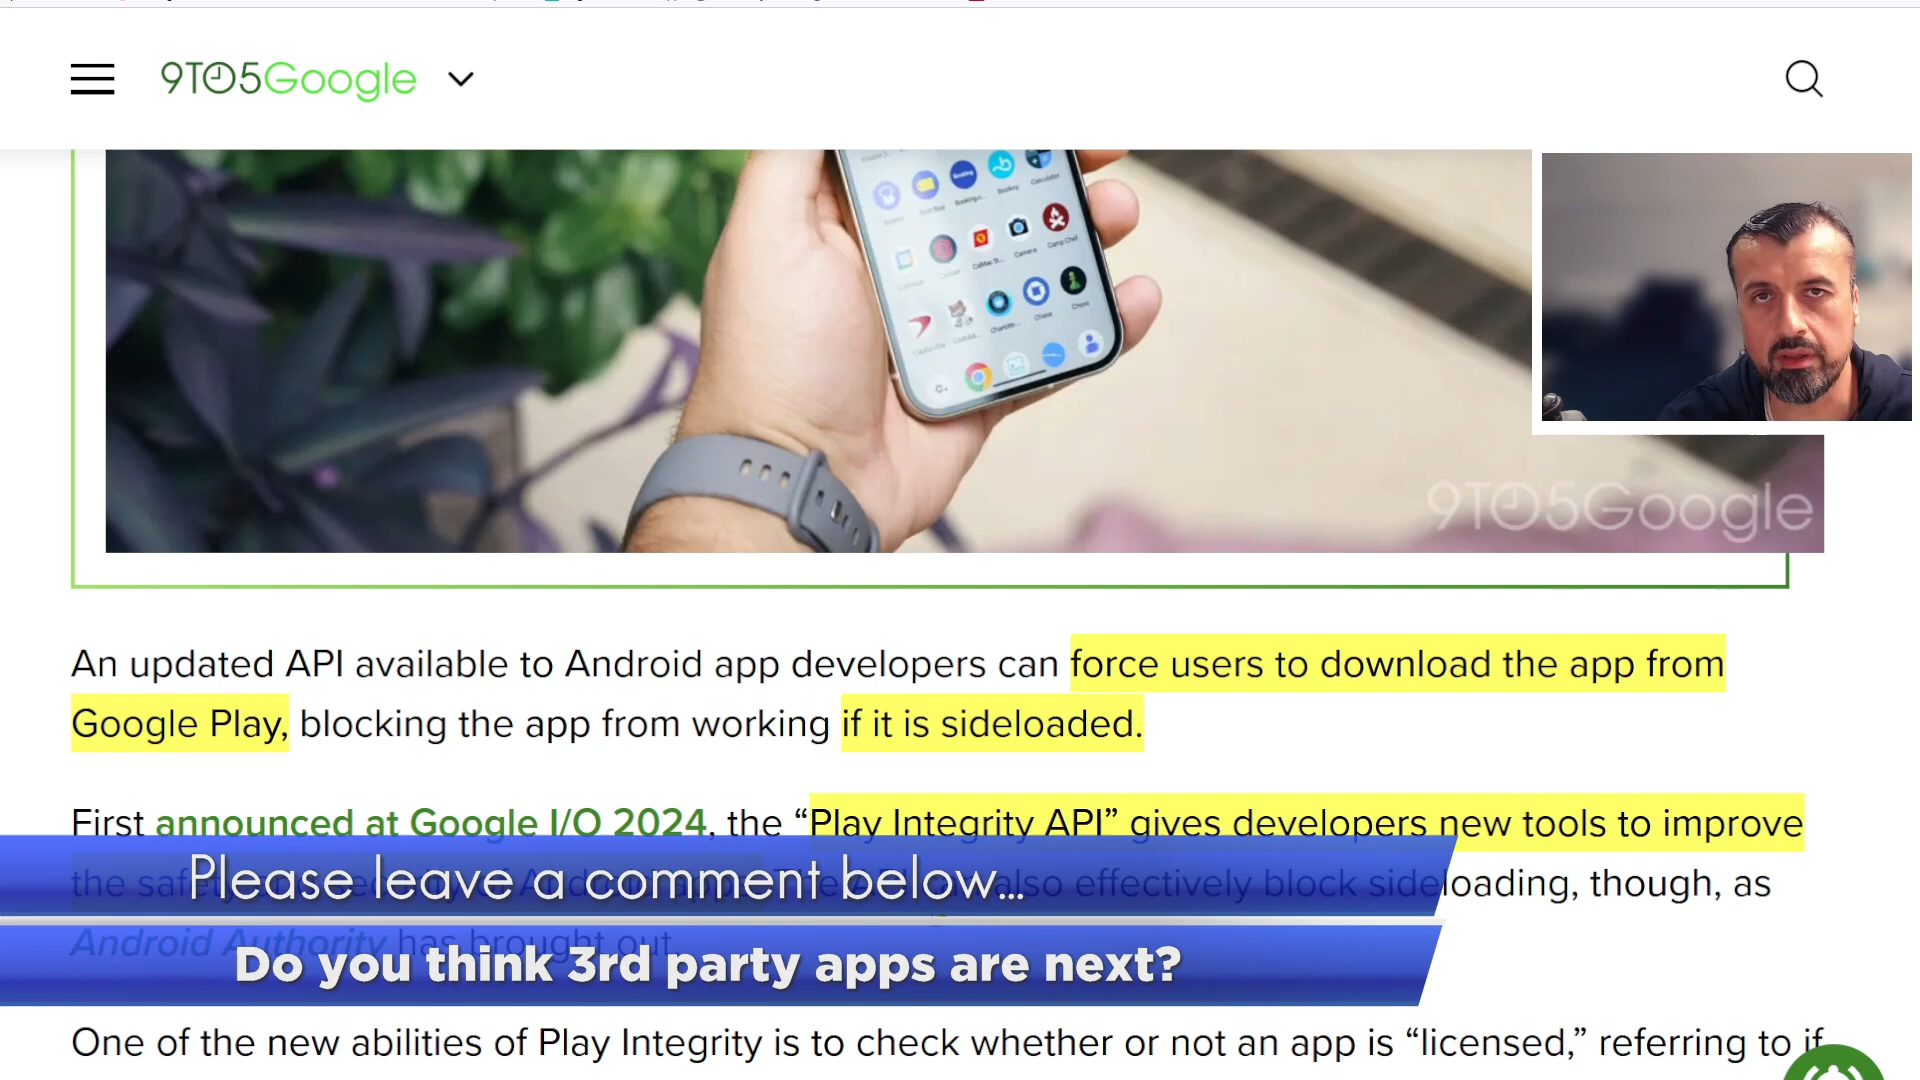 9TO5Google
9TO5Google
An updated API available to Android app developers can force users to download the app from
Google Play, blocking the app from working if it is sideloaded.
First announced at Google I/O 2024, the “Play Integrity API” gives developers new tools to improve
Please leave a comment below...
also effectively block sideloading, though, as
Android Authority has brought out.
Do you think 3rd party apps are next?
One of the new abilities of Play Integrity is to check whether or not an app is “licensed,” referring to if